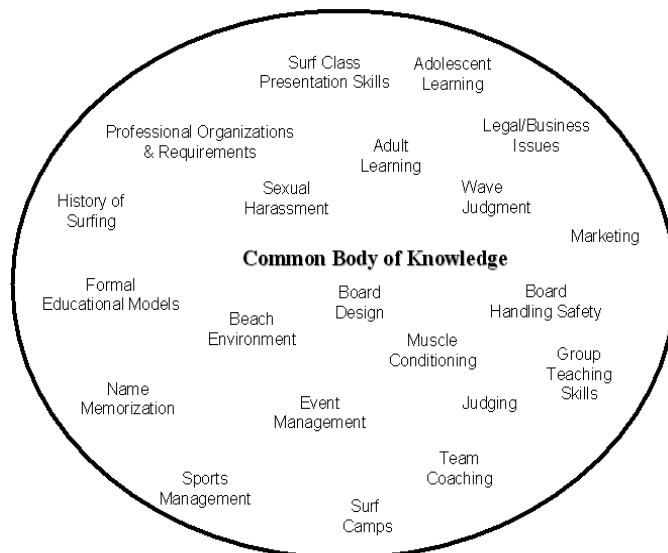 Surf Class
Presentation Skills
Adolescent
Learning
Professional Organizations
& Requirements
Adult
Learning
Legal/Business
Issues
History of
Surfing
Sexual
Harassment
Wave
Judgment
Marketing
Common Body of Knowledge
Formal
Educational Models
Beach
Environment
Board
Design
Board
Handling Safety
Muscle
Conditioning
Group
Teaching
Skills
Name
Memorization
Event
Management
Judging
Team
Coaching
Sports
Management
Surf
Camps